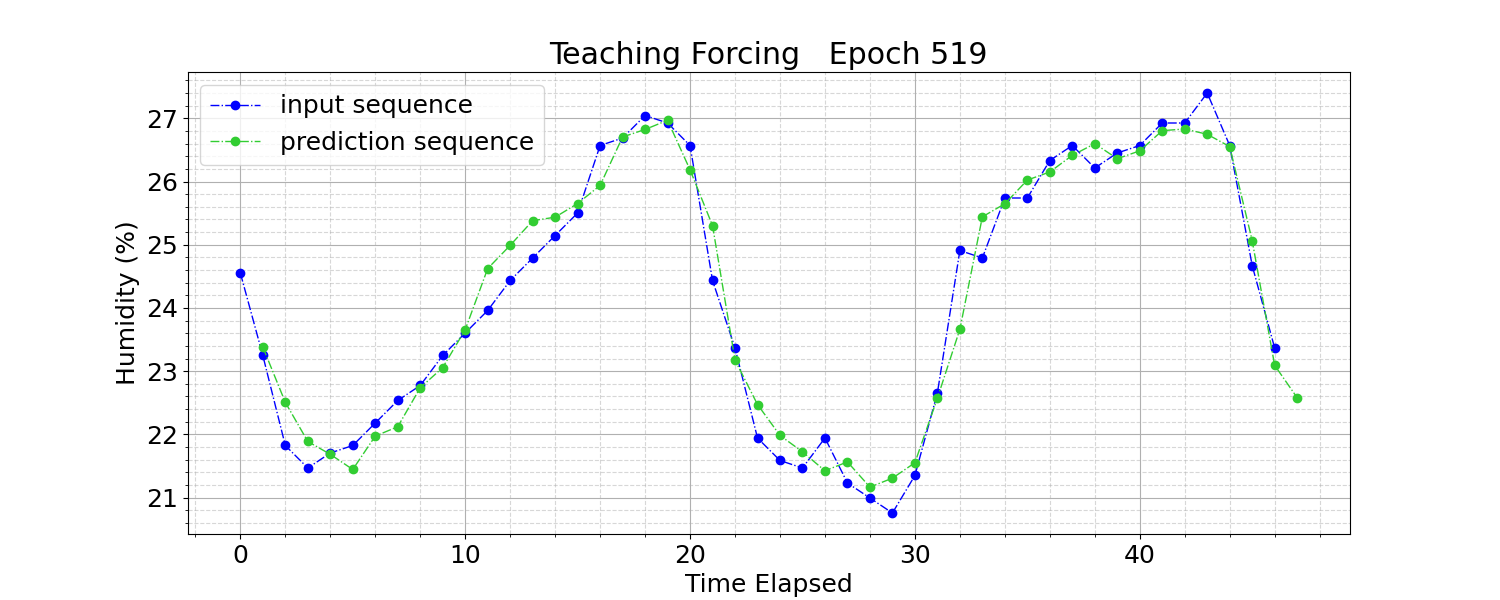 Teaching Forcing   Epoch 519
input sequence
prediction sequence
Humidity (%)
27
26
25
24
23
22
21
0 10 20 30 40
Time Elapsed